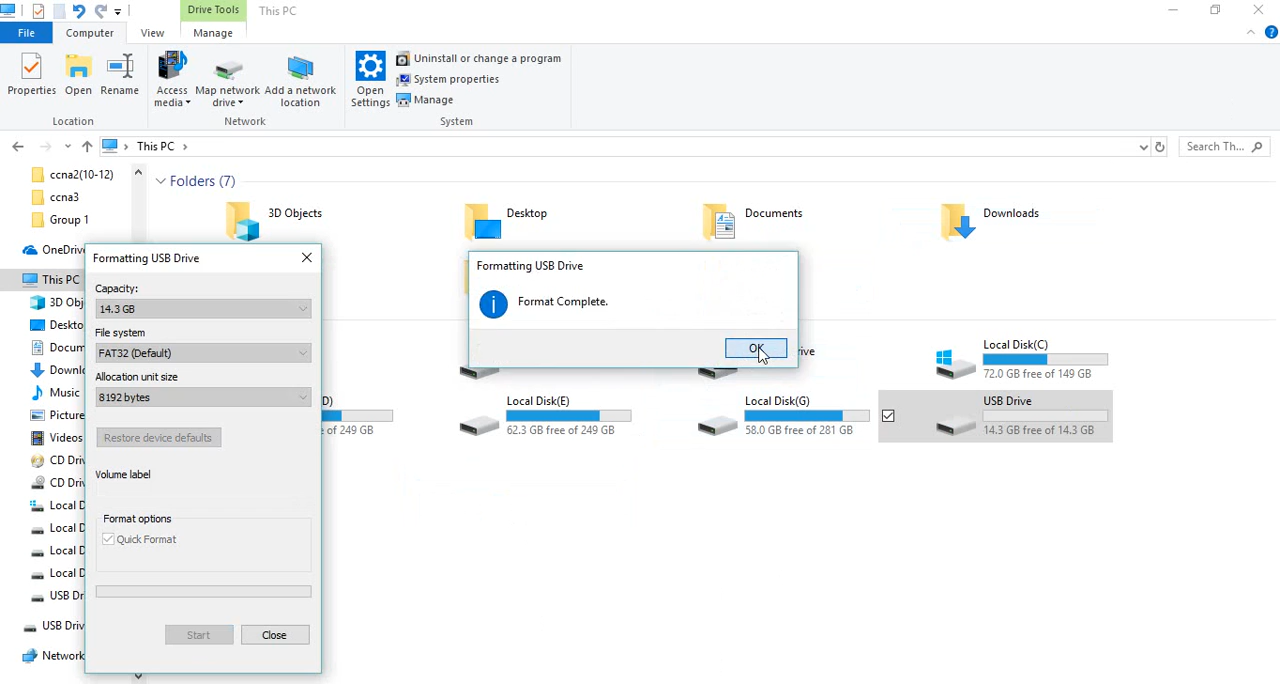 Drive Tools
This PC
File
Computer
View
Manage
Properties
Open
Rename
Access media
Map network drive
Add a network location
Open Settings
Uninstall or change a program
System properties
Manage
Location
Network
System
This PC
Search Th...
ccna2(10-12)
ccna3
Group 1
OneDrive
This PC
3D Obj
Deskto
Docum
Downlo
Music
Picture
Videos
CD Driv
CD Driv
Local D
Local D
Local D
Local D
USB Dr
USB Driv
Network
Folders (7)
3D Objects
Desktop
Documents
Downloads
Formatting USB Drive
Capacity:
14.3 GB
File system
FAT32 (Default)
Allocation unit size
8192 bytes
Restore device defaults
Volume label
Format options
Quick Format
Start
Close
Formatting USB Drive
Format Complete.
OK
rive
Local Disk(C)
72.0 GB free of 149 GB
D)
e of 249 GB
Local Disk(E)
62.3 GB free of 249 GB
Local Disk(G)
58.0 GB free of 281 GB
USB Drive
14.3 GB free of 14.3 GB